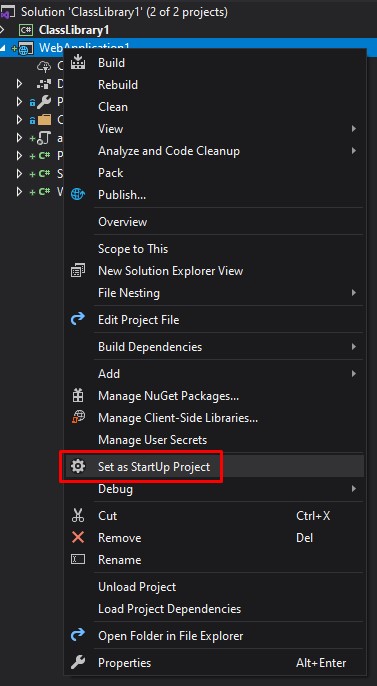 Solution 'ClassLibrary1' (2 of 2 projects)
C# ClassLibrary1
WebApplication1
Build
C
Rebuild
D
Clean
P
View
C
Analyze and Code Cleanup
a
Pack
C# P
Publish...
C# S
C# W
Overview
Scope to This
New Solution Explorer View
File Nesting
Edit Project File
Build Dependencies
Add
Manage NuGet Packages...
Manage Client-Side Libraries...
Manage User Secrets
Set as StartUp Project
Debug
Cut Ctrl+X
Remove Del
Rename
Unload Project
Load Project Dependencies
Open Folder in File Explorer
Properties Alt+Enter